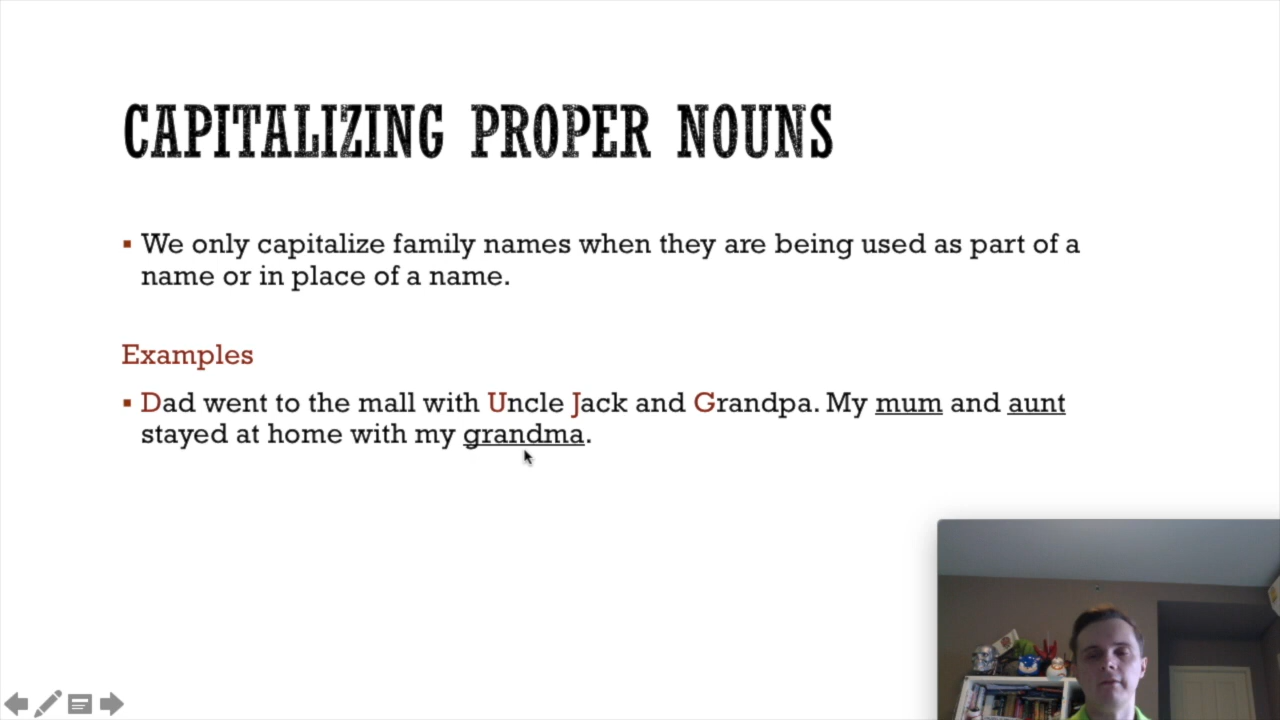 CAPITALIZING PROPER NOUNS
We only capitalize family names when they are being used as part of a
name or in place of a name.
Examples
Dad went to the mall with Uncle Jack and Grandpa. My mum and aunt
stayed at home with my grandma.